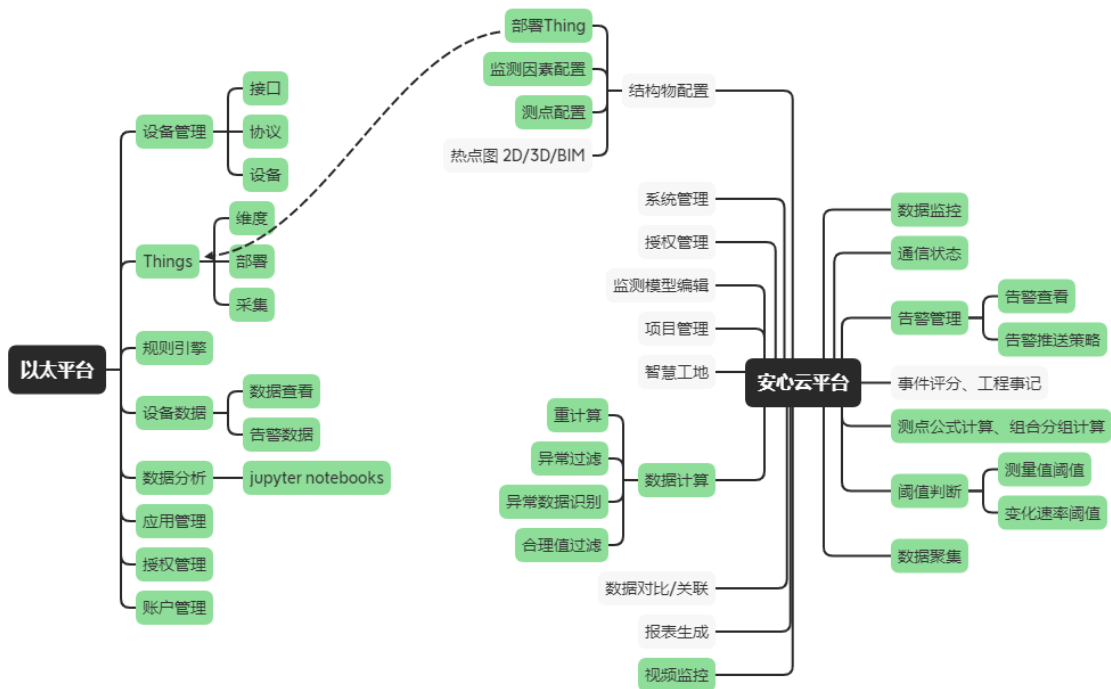 以太平台
设备管理
接口
协议
设备
Things
维度
部署
采集
规则引擎
设备数据
数据查看
告警数据
数据分析
jupyter notebooks
应用管理
授权管理
账户管理
安心云平台
结构物配置
部署Thing
监测因素配置
测点配置
热点图 2D/3D/BIM
系统管理
授权管理
监测模型编辑
项目管理
智慧工地
数据计算
重计算
异常过滤
异常数据识别
合理值过滤
数据对比/关联
报表生成
视频监控
数据监控
通信状态
告警管理
告警查看
告警推送策略
事件评分、工程事记
测点公式计算、组合分组计算
阈值判断
测量值阈值
变化速率阈值
数据聚集